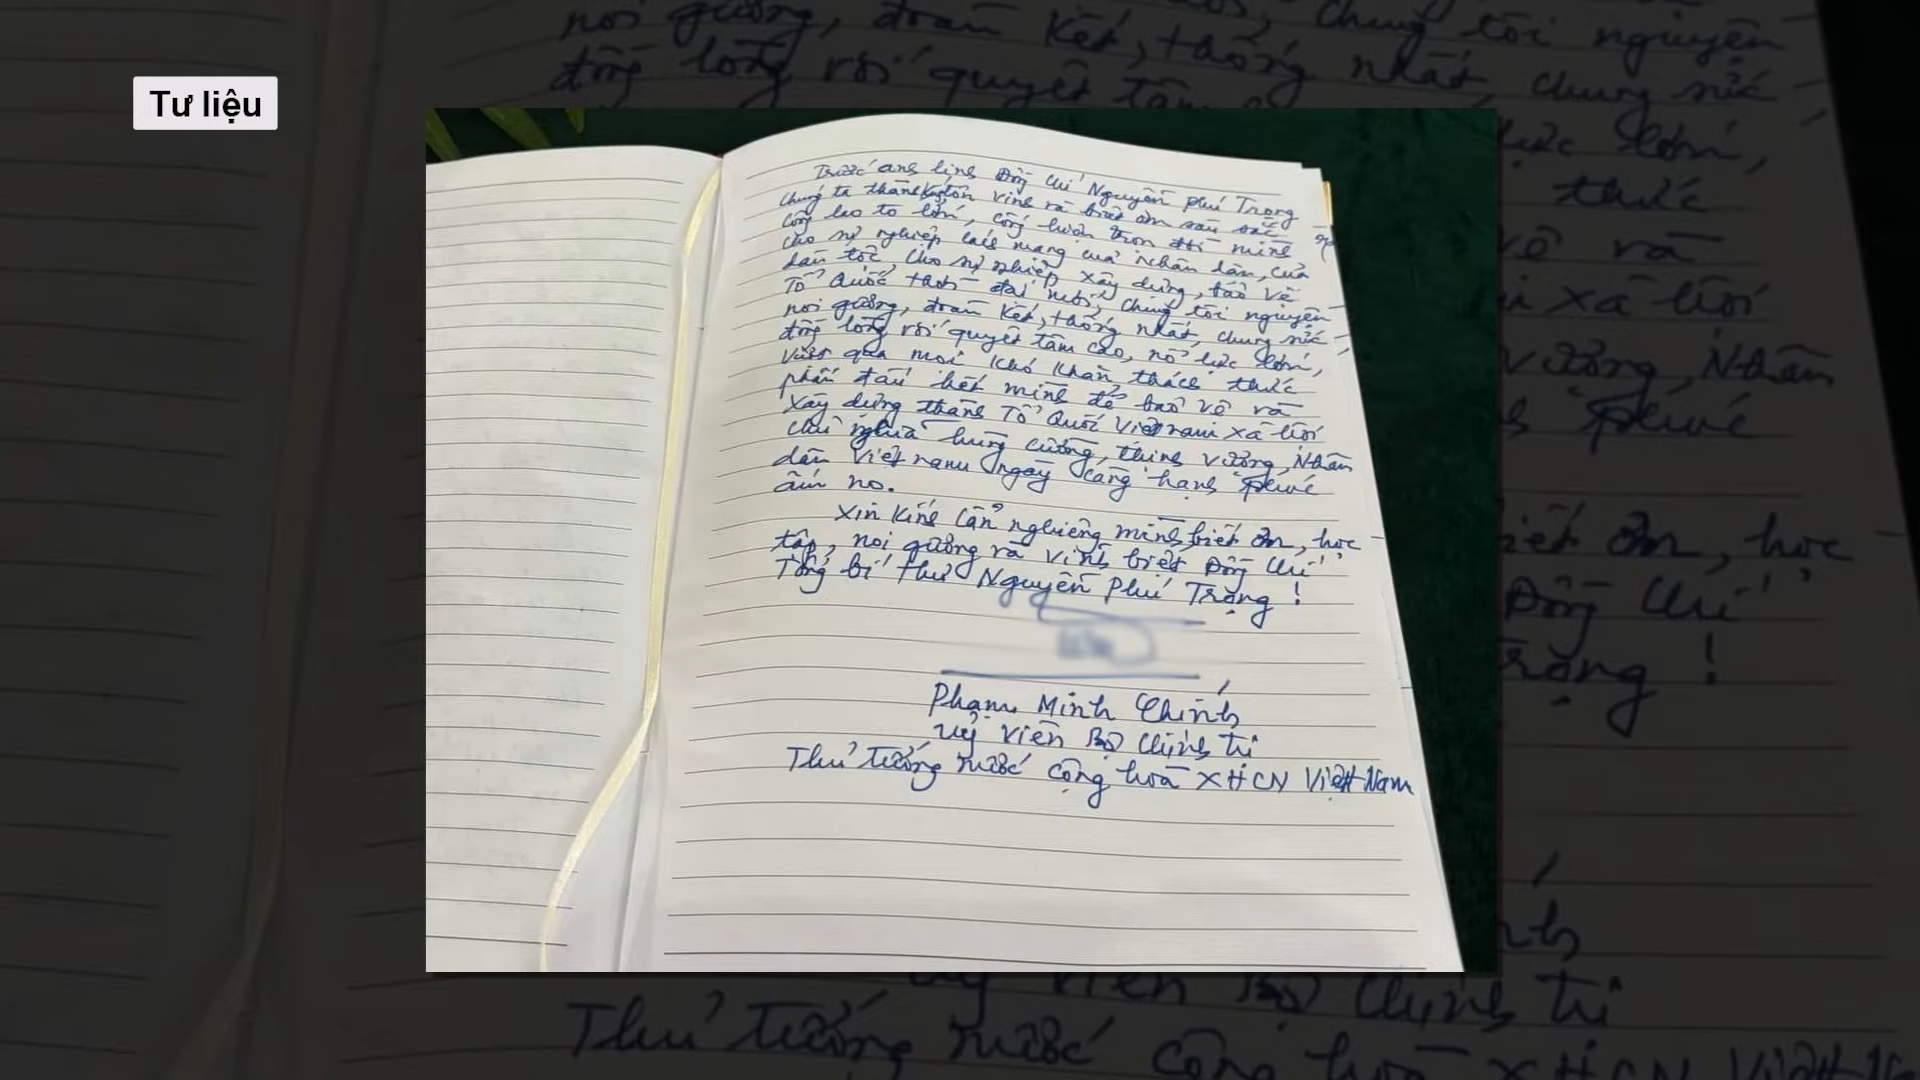 Tư liệu
Trước anh linh Đồng chí Nguyễn Phú Trọng
Chúng ta thành kính tôn vinh và biết ơn sâu sắc
Công lao to lớn, cống hiến trọn đời mình
cho sự nghiệp cách mạng của Nhân dân, của
dân tộc, cho sự nghiệp xây dựng, bảo vệ
Tổ Quốc thời đại mới, Chúng tôi nguyện
noi gương, đoàn kết, thống nhất, chung sức,
đồng lòng với quyết tâm cao, nỗ lực lớn,
vượt qua mọi khó khăn, thách thức
phấn đấu hết mình để bảo vệ và
xây dựng thành Tổ Quốc Việt nam xã hội
chủ nghĩa hùng cường, thịnh vượng, Nhân
dân Việt nam ngày càng hạnh phúc
ấm no.
Xin kính cẩn nghiêng mình, biết ơn, học
tập, noi gương và vĩnh biệt Đồng chí
Tổng bí thư Nguyễn Phú Trọng !
Phạm Minh Chính
Uỷ viên Bộ Chính trị
Thủ tướng nước cộng hoà XHCN Việt Nam